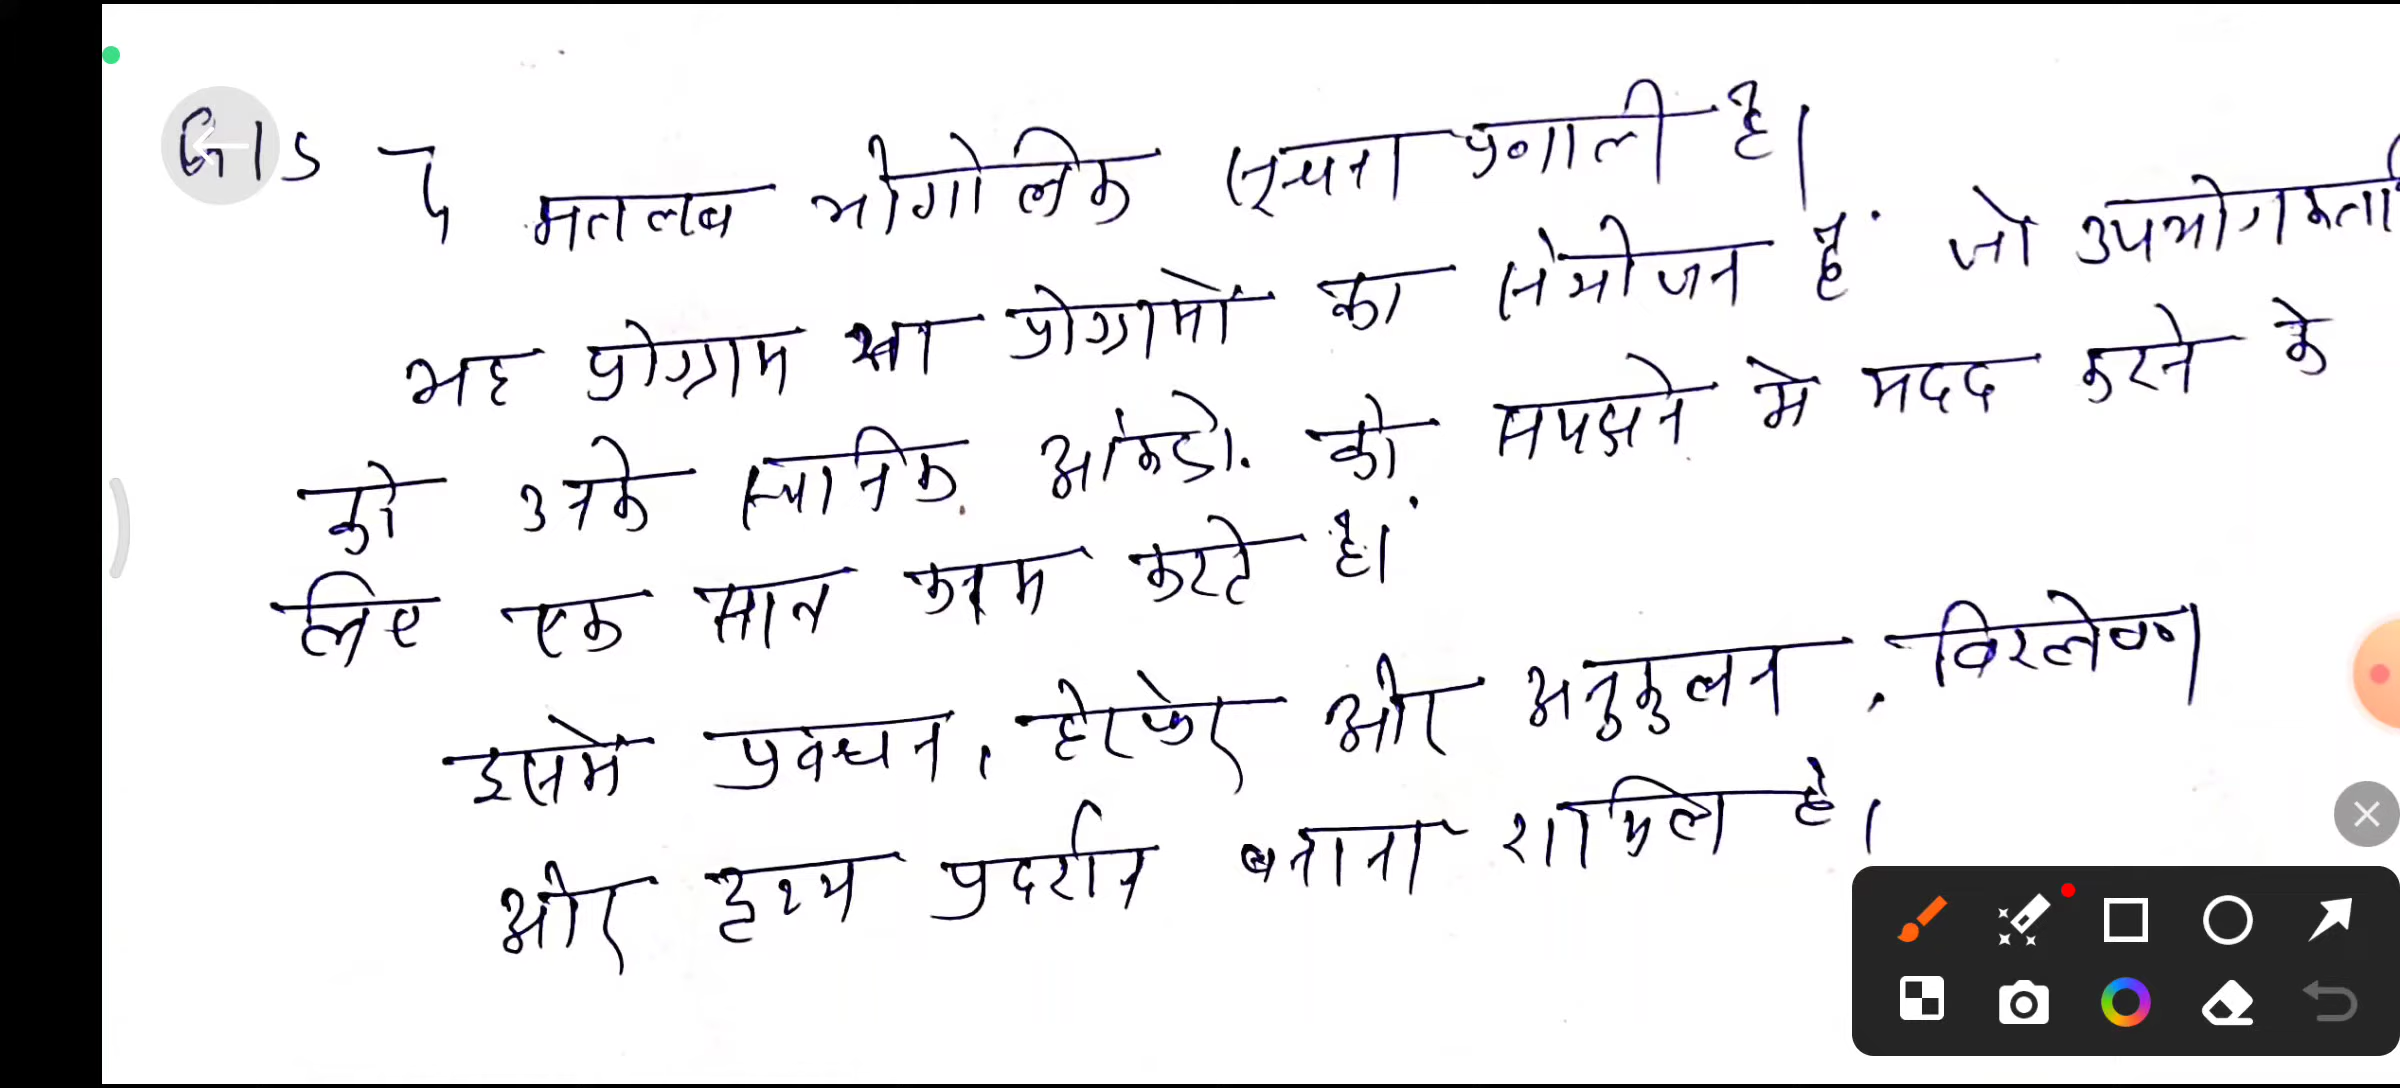 GIS द मतलब भौगोलिक सूचना प्रणाली है।
यह प्रोग्राम या प्रोग्रामों का संयोजन है जो उपयोगकर्ता
को उनके स्थानिक आंकडो. को समझने मे मदद करने के
लिए एक साथ काम करते है।
इसमे प्रबंधन, हेरफेर और अनुकुलन, विश्लेषण
और दृश्य प्रदर्शन बनाना शामिल है।